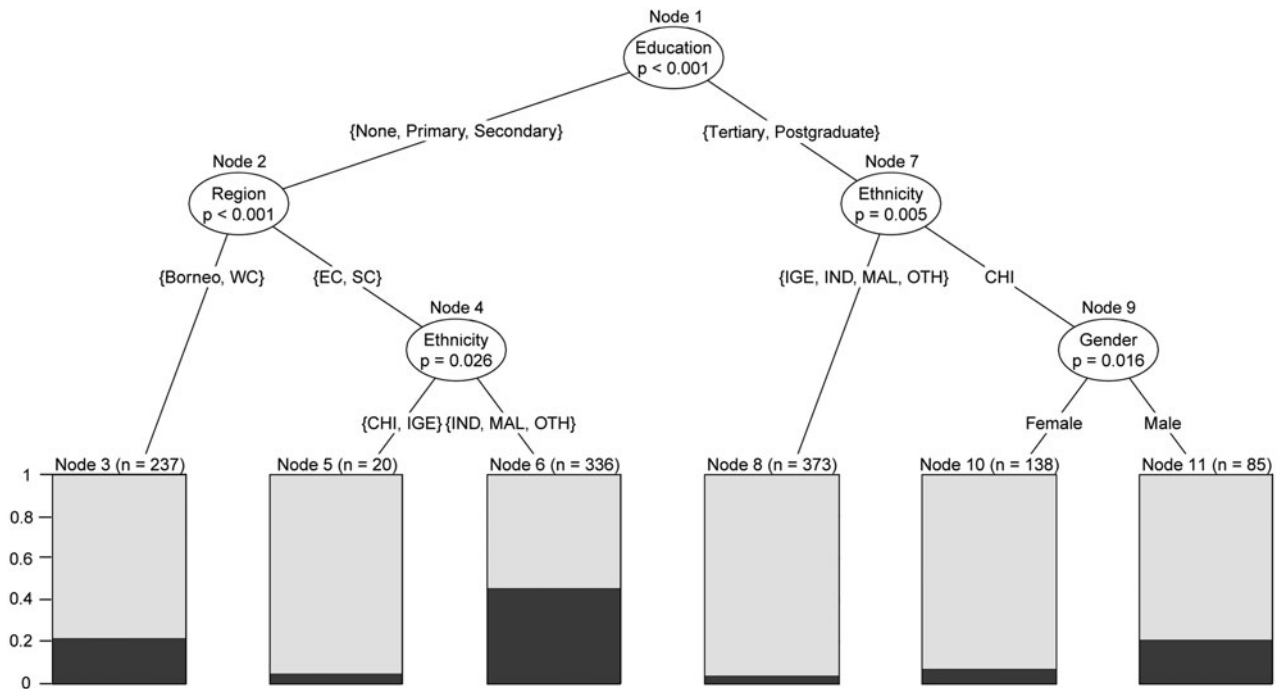 Node 1
Education
p < 0.001
{None, Primary, Secondary}
{Tertiary, Postgraduate}
Node 2
Region
p < 0.001
Node 7
Ethnicity
p = 0.005
{Borneo, WC}
{EC, SC}
{IGE, IND, MAL, OTH}
CHI
Node 4
Ethnicity
p = 0.026
Node 9
Gender
p = 0.016
{CHI, IGE}
{IND, MAL, OTH}
Female
Male
Node 3 (n = 237)
Node 5 (n = 20)
Node 6 (n = 336)
Node 8 (n = 373)
Node 10 (n = 138)
Node 11 (n = 85)
1
0.8
0.6
0.4
0.2
0